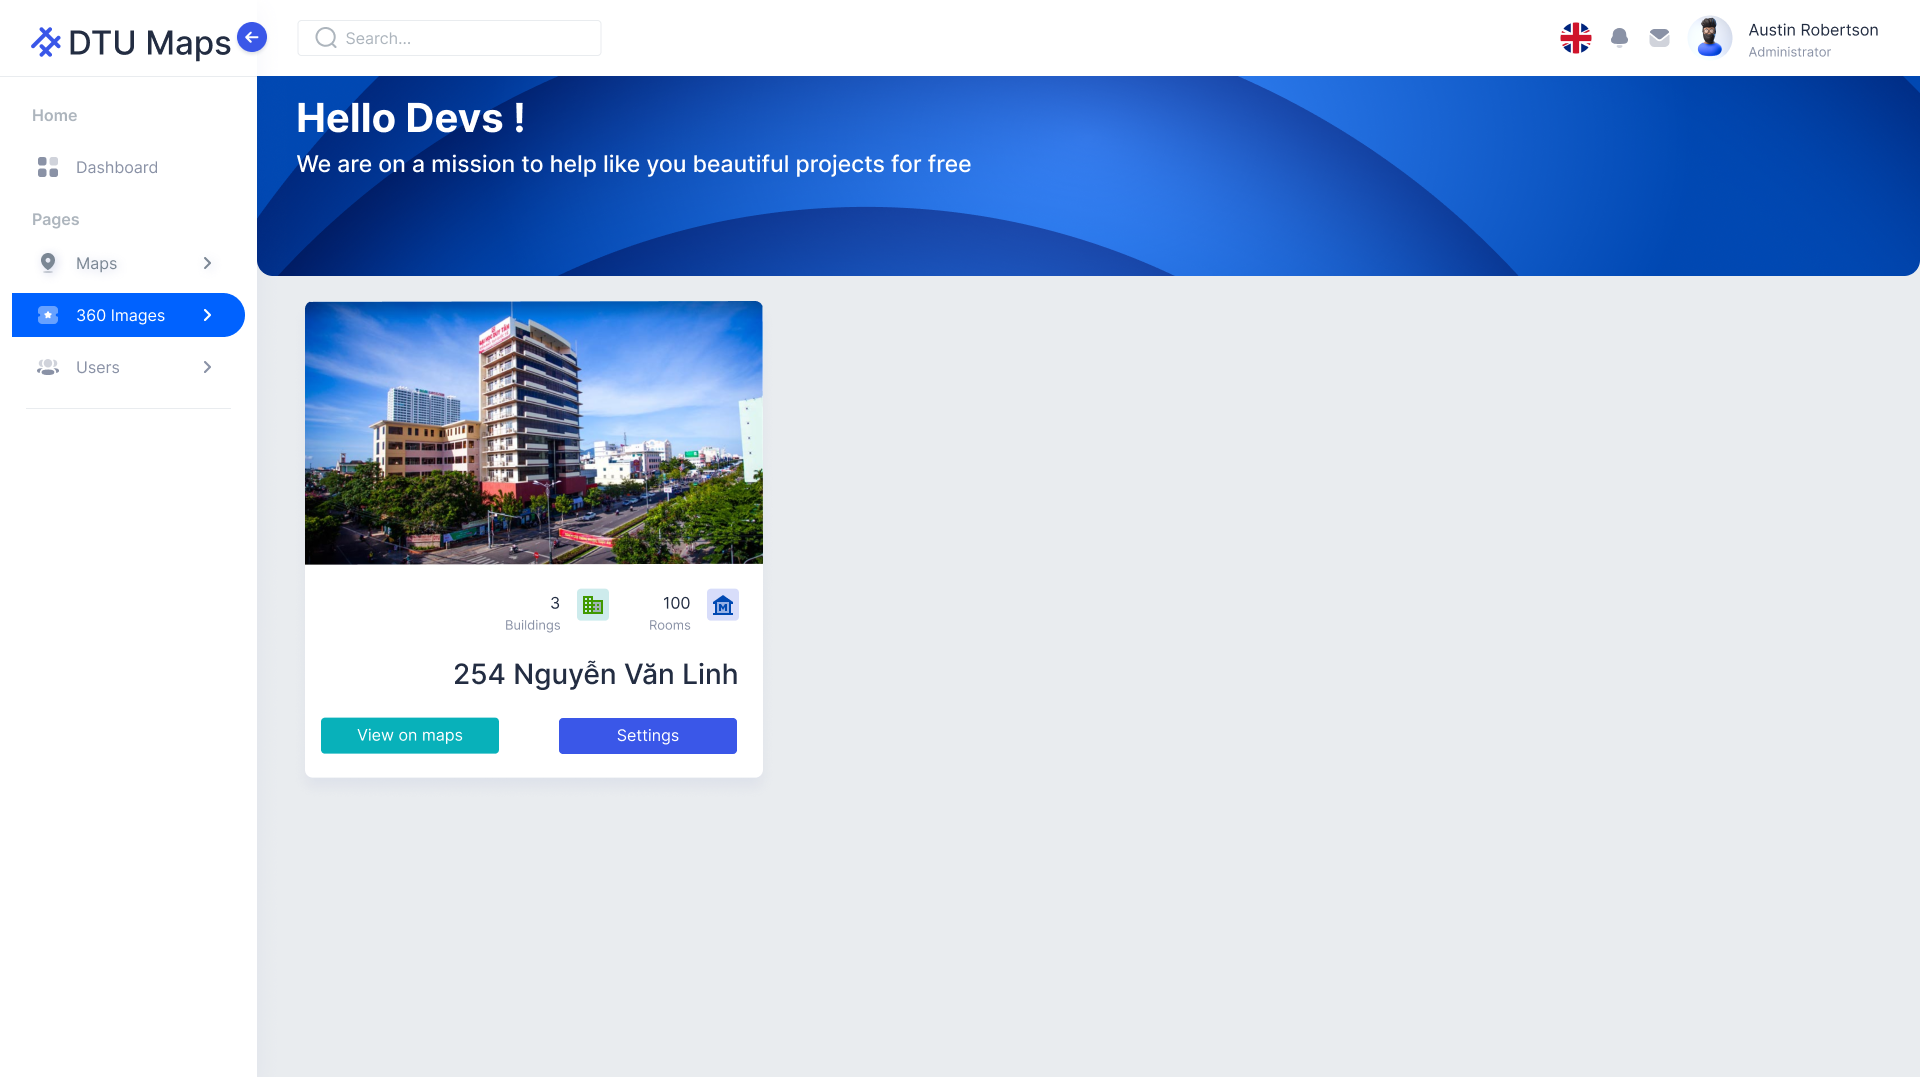 DTU Maps
Search...
Austin Robertson
Administrator
Home
Dashboard
Pages
Maps
360 Images
Users
Hello Devs !
We are on a mission to help like you beautiful projects for free
3
Buildings
100
Rooms
254 Nguyễn Văn Linh
View on maps
Settings